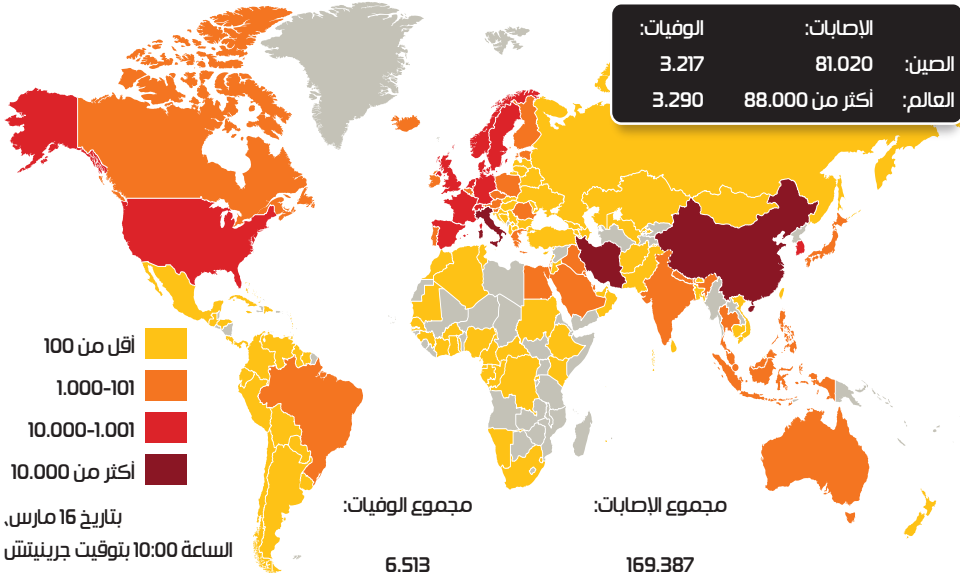 الإصابات: الوفيات:
الصين: 81.020 3.217
العالم: أكثر من 88.000 3.290
أقل من 100
1.000-101
10.000-1.001
أكثر من 10.000
بتاريخ 16 مارس،
الساعة 10:00 بتوقيت جرينيتش
مجموع الإصابات: مجموع الوفيات:
169.387 6.513